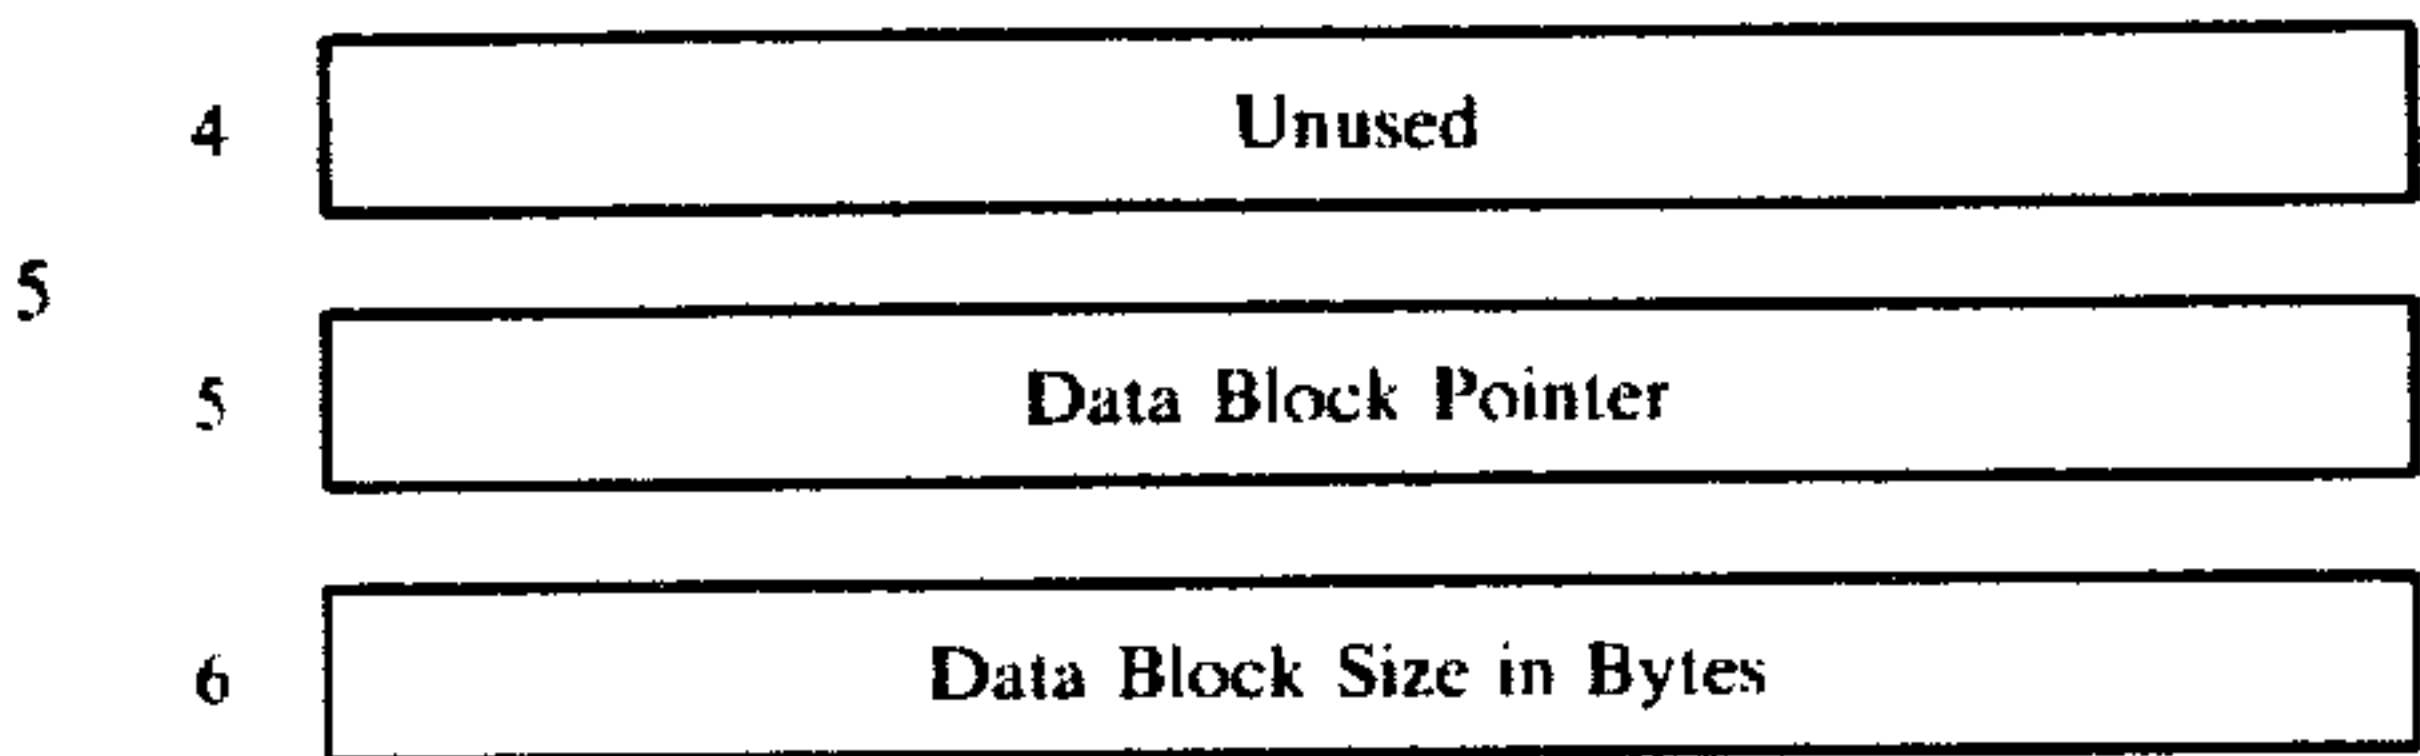 4 Unused
5
5 Data Block Pointer
6 Data Block Size in Bytes